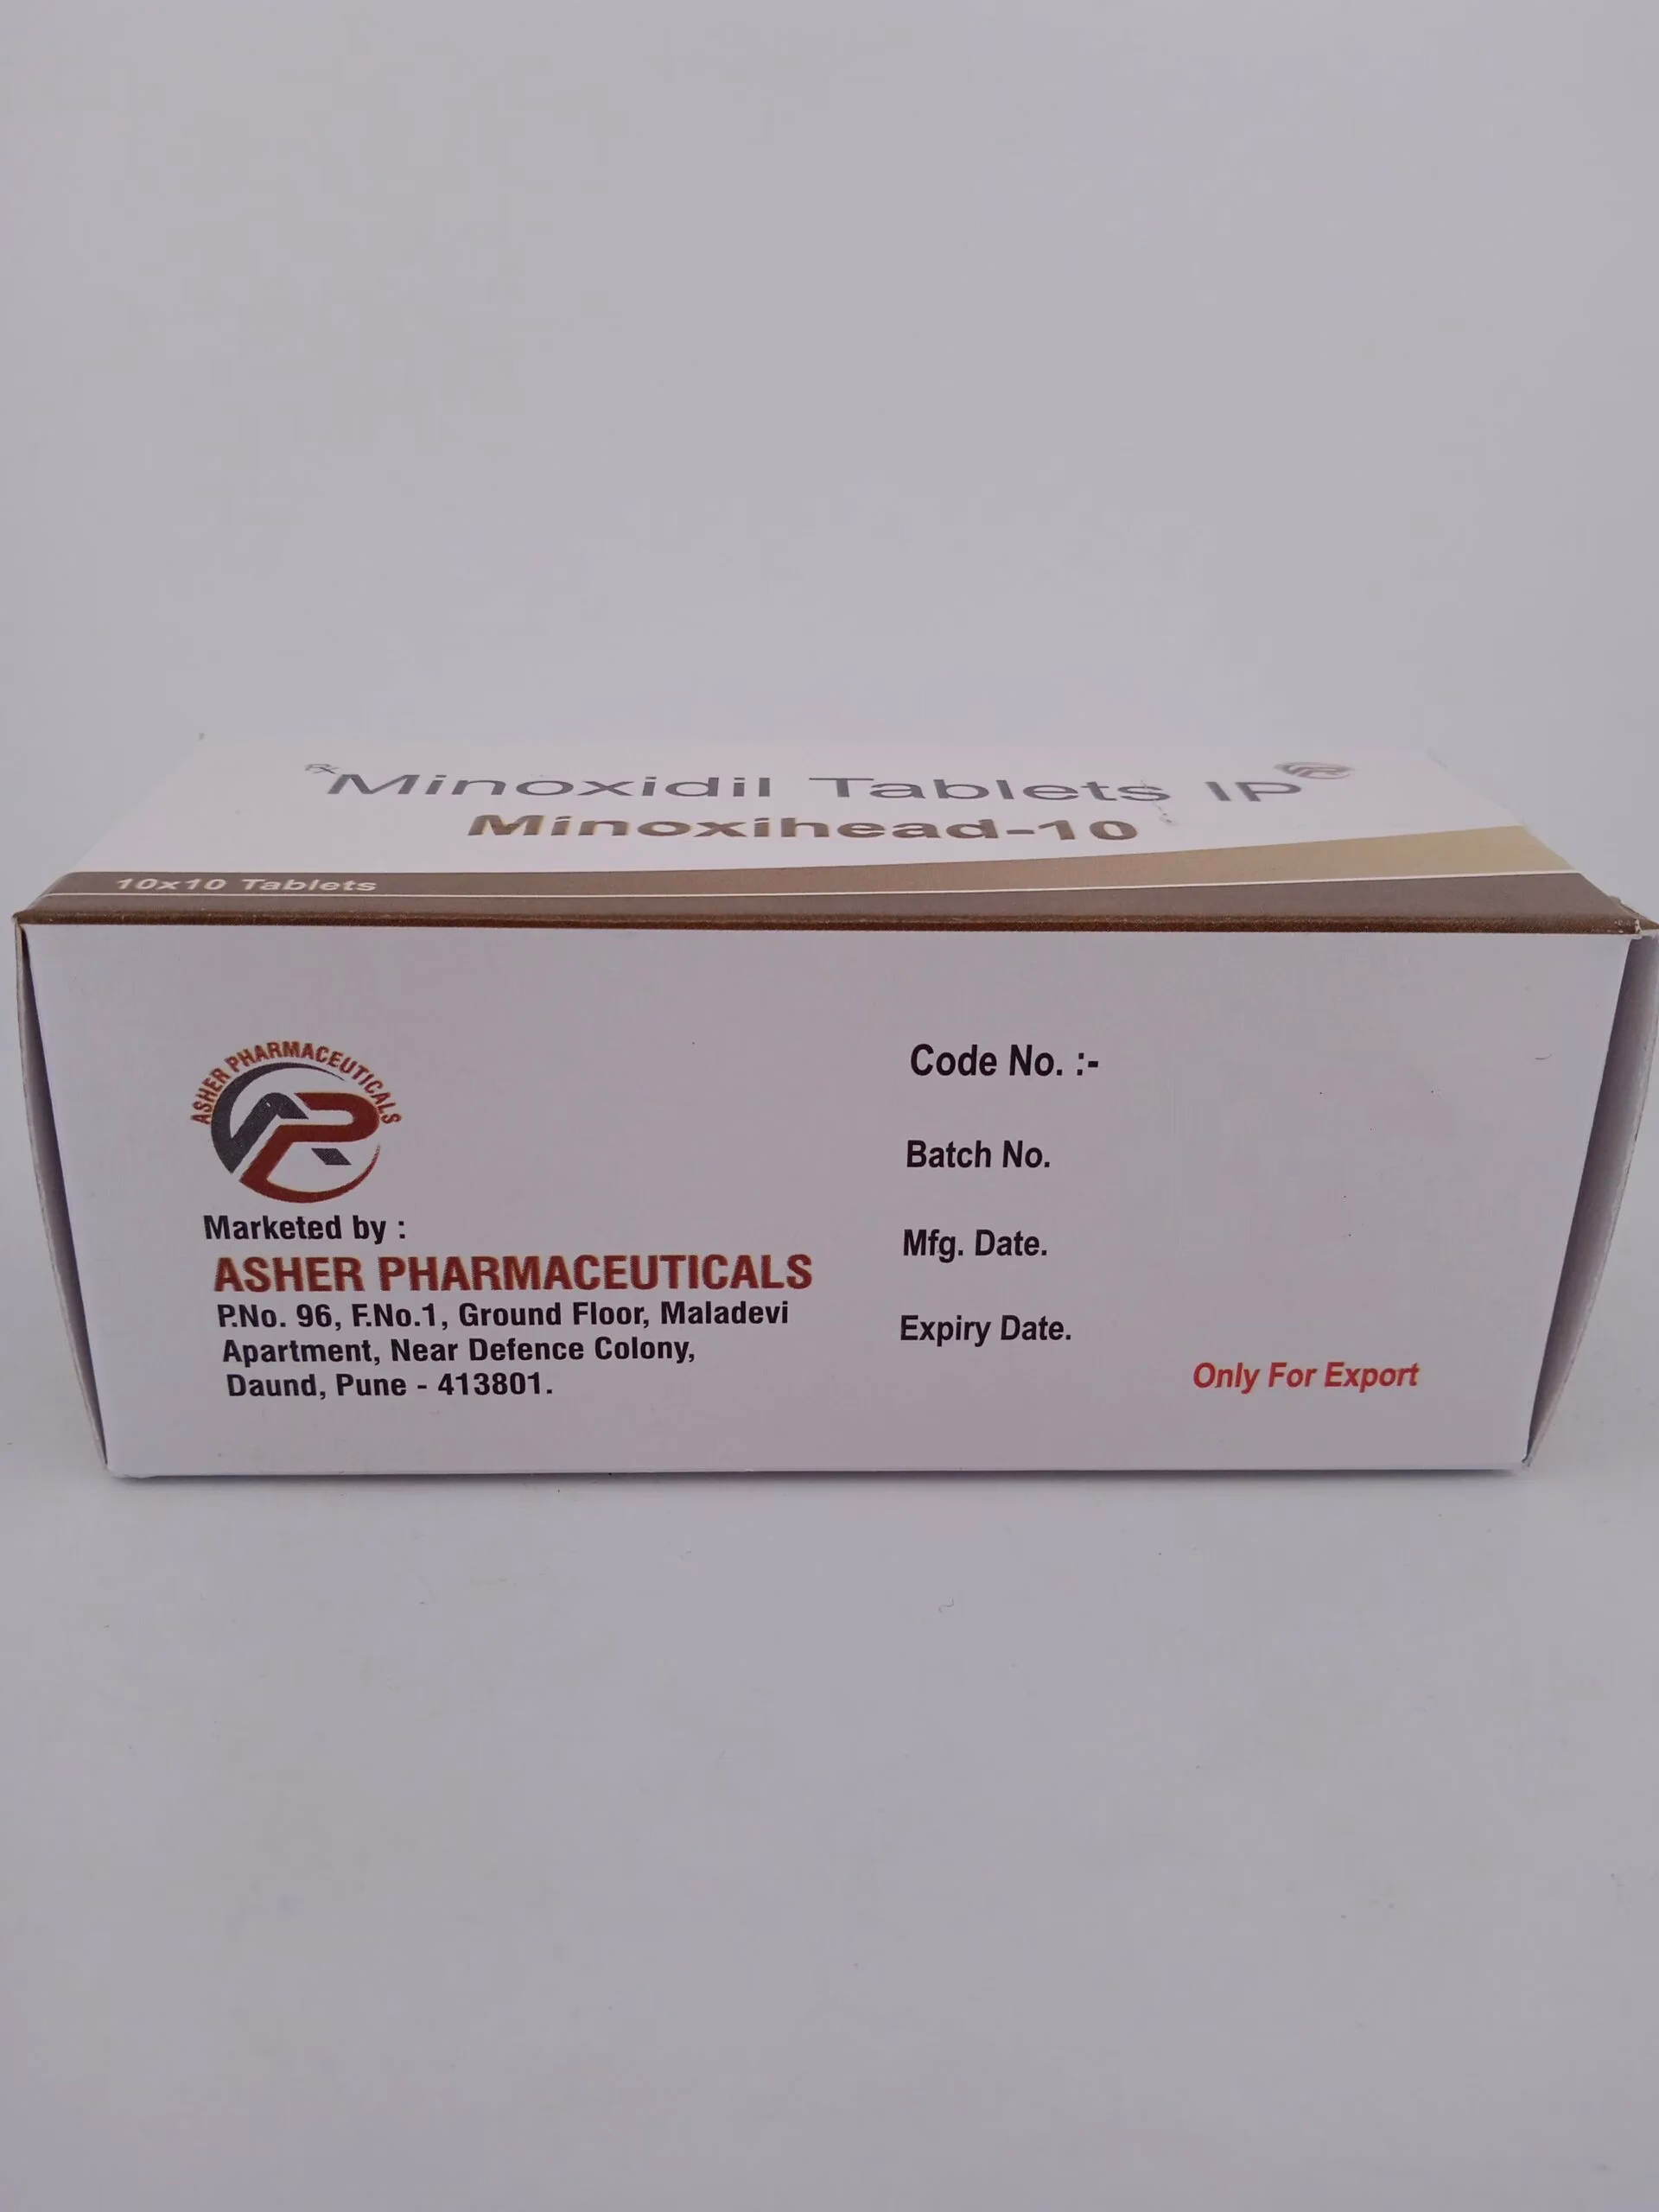 Rx Minoxidil Tablets IP
Minoxihead-10
10x10 Tablets
ASHER PHARMACEUTICALS
Marketed by :
ASHER PHARMACEUTICALS
P.No. 96, F.No.1, Ground Floor, Maladevi
Apartment, Near Defence Colony,
Daund, Pune - 413801.
Code No. :-
Batch No.
Mfg. Date.
Expiry Date.
Only For Export